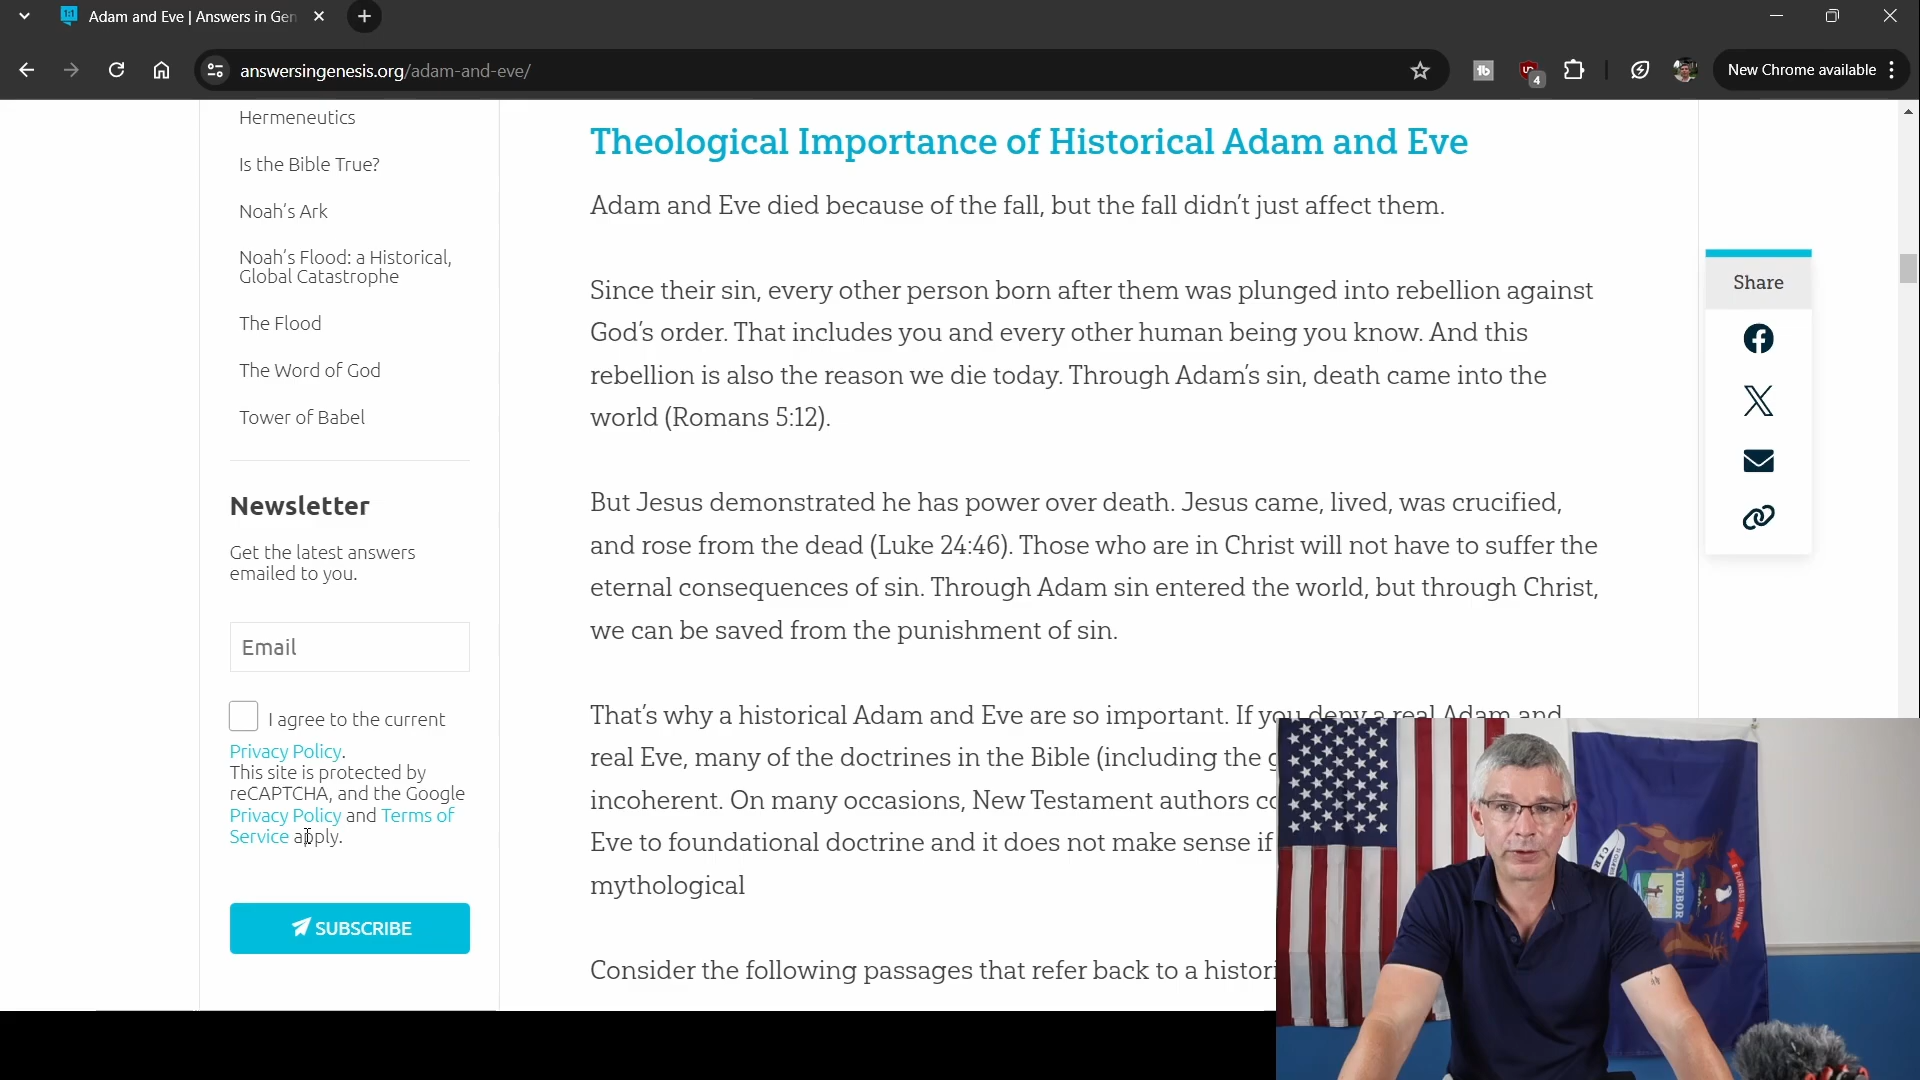 Adam and Eve | Answers in Gen
answersingenesis.org/adam-and-eve/
4
New Chrome available
Hermeneutics
Is the Bible True?
Noah's Ark
Noah's Flood: a Historical,
Global Catastrophe
The Flood
The Word of God
Tower of Babel
Newsletter
Get the latest answers
emailed to you.
Email
I agree to the current
Privacy Policy.
This site is protected by
reCAPTCHA, and the Google
Privacy Policy and Terms of
Service apply.
SUBSCRIBE
Theological Importance of Historical Adam and Eve
Adam and Eve died because of the fall, but the fall didn't just affect them.
Since their sin, every other person born after them was plunged into rebellion against
God's order. That includes you and every other human being you know. And this
rebellion is also the reason we die today. Through Adam's sin, death came into the
world (Romans 5:12).
But Jesus demonstrated he has power over death. Jesus came, lived, was crucified,
and rose from the dead (Luke 24:46). Those who are in Christ will not have to suffer the
eternal consequences of sin. Through Adam sin entered the world, but through Christ,
we can be saved from the punishment of sin.
That's why a historical Adam and Eve are so important. If you deny a real Adam and
real Eve, many of the doctrines in the Bible (including the
incoherent. On many occasions, New Testament authors
Eve to foundational doctrine and it does not make sense if
mythological
Consider the following passages that refer back to a
Share
TUEBOR
E PLURIBUS UNUM